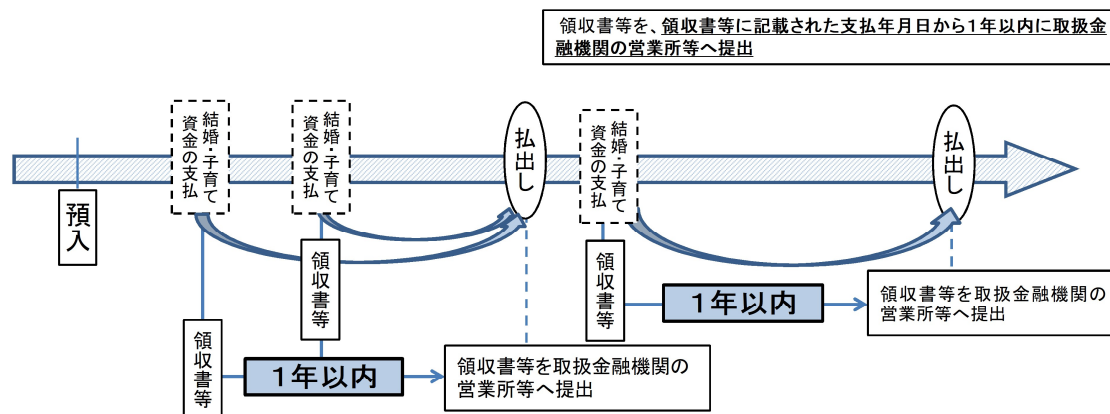 領収書等を、領収書等に記載された支払年月日から1年以内に取扱金
融機関の営業所等へ提出
結婚・子育て
資金の支払
結婚・子育て
資金の支払
払出し
結婚・子育て
資金の支払
払出し
預入
領収書等
領収書等
1年以内
領収書等を取扱金融機関の
営業所等へ提出
領収書等
1年以内
領収書等を取扱金融機関の
営業所等へ提出